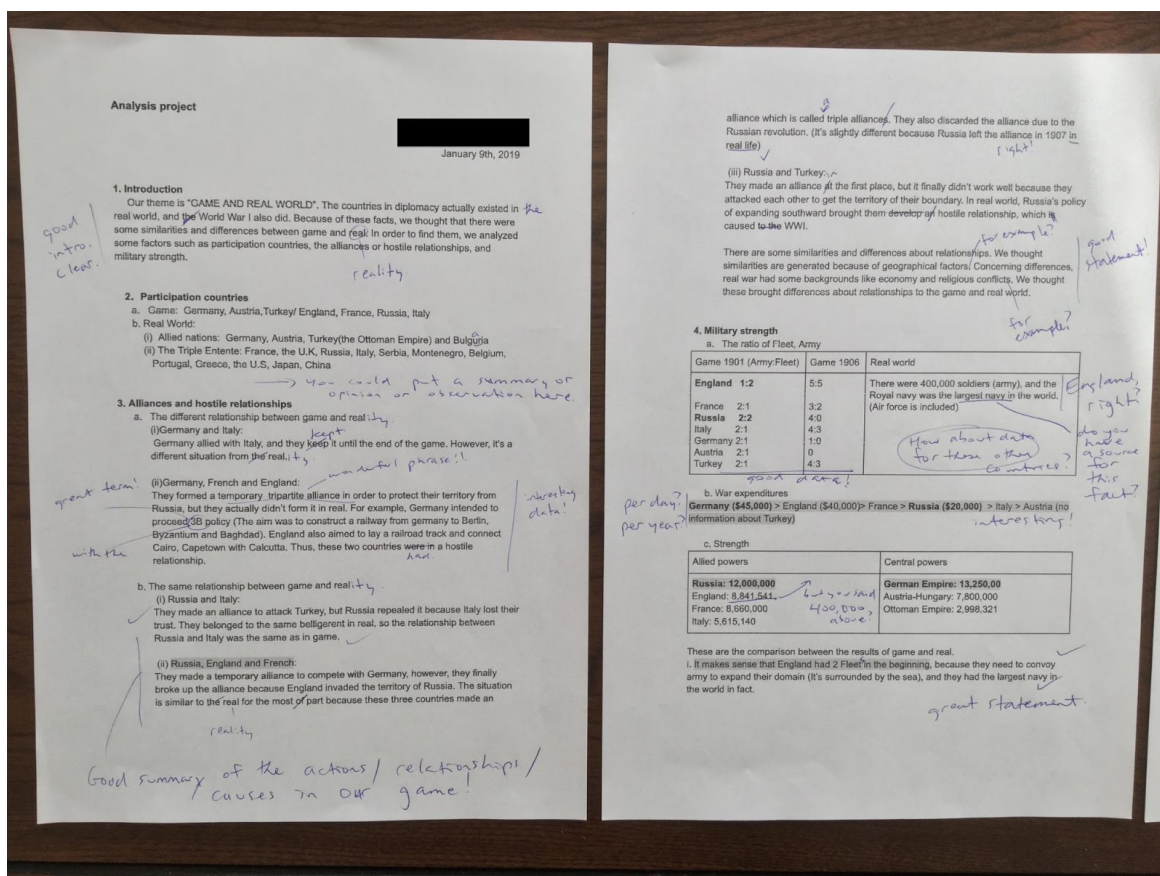 Analysis project
January 9th, 2019
1. Introduction
Our theme is "GAME AND REAL WORLD". The countries in diplomacy actually existed in the
real world, and the World War I also did. Because of these facts, we thought that there were
some similarities and differences between game and real. In order to find them, we analyzed
some factors such as participation countries, the alliances or hostile relationships, and
military strength.
good
intro.
Clear.
reality
2. Participation countries
a. Game: Germany, Austria,Turkey/ England, France, Russia, Italy
b. Real World:
(i) Allied nations: Germany, Austria, Turkey(the Ottoman Empire) and Bulguria
a
(ii) The Triple Entente: France, the U.K, Russia, Italy, Serbia, Montenegro, Belgium,
Portugal, Greece, the U.S, Japan, China
→ you could put a summary or
opinion or observation here
3. Alliances and hostile relationships
a. The different relationship between game and reality.
(i)Germany and Italy:
kept
Germany allied with Italy, and they keep it until the end of the game. However, it's a
different situation from the real.ity
wonderful phrase!!
great term!
(ii)Germany, French and England:
They formed a temporary tripartite alliance in order to protect their territory from
Russia, but they actually didn't form it in real. For example, Germany intended to
proceed 3B policy (The aim was to construct a railway from germany to Berlin,
Byzantium and Baghdad). England also aimed to lay a railroad track and connect
Cairo, Capetown with Calcutta. Thus, these two countries were in a hostile
relationship.
with the
had
interesting
data!
b. The same relationship between game and reality.
(i) Russia and Italy:
They made an alliance to attack Turkey, but Russia repealed it because Italy lost their
trust. They belonged to the same belligerent in real, so the relationship between
Russia and Italy was the same as in game.
(ii) Russia, England and French:
They made a temporary alliance to compete with Germany, however, they finally
broke up the alliance because England invaded the territory of Russia. The situation
is similar to the real for the most of part because these three countries made an
reality
Good summary of the actions/ relationships/
causes in our game!
a
alliance which is called triple alliances. They also discarded the alliance due to the
Russian revolution. (It's slightly different because Russia left the alliance in 1907 in
real life)
right!
(iii) Russia and Turkey:
in
They made an alliance at the first place, but it finally didn't work well because they
attacked each other to get the territory of their boundary. In real world, Russia's policy
of expanding southward brought them develop an hostile relationship, which is
caused to the WWI.
for example?
There are some similarities and differences about relationships. We thought
similarities are generated because of geographical factors. Concerning differences,
real war had some backgrounds like economy and religious conflicts. We thought
these brought differences about relationships to the game and real world.
good
statement!
for
example?
4. Military strength
a. The ratio of Fleet, Army
Game 1901 (Army:Fleet) Game 1906 Real world
England 1:2 5:5 There were 400,000 soldiers (army), and the
Royal navy was the largest navy in the world.
(Air force is included)
France 2:1 3:2
Russia 2:2 4:0
Italy 2:1 4:3
Germany 2:1 1:0
Austria 2:1 0
Turkey 2:1 4:3
England,
right?
do you
have
a source
for
this
fact?
How about data
for these other
countries?
good data!
b. War expenditures
per day?
per year?
Germany ($45,000) > England ($40,000)> France > Russia ($20,000) > Italy > Austria (no
information about Turkey)
interesting!
c. Strength
Allied powers Central powers
Russia: 12,000,000 German Empire: 13,250,00
England: 8,841,541 Austria-Hungary: 7,800,000
France: 8,660,000 Ottoman Empire: 2,998,321
Italy: 5,615,140
but you said
400,000,
above!
These are the comparison between the results of game and real.
i. It makes sense that England had 2 Fleet in the beginning, because they need to convoy
s
army to expand their domain (It's surrounded by the sea), and they had the largest navy in
the world in fact.
great statement.